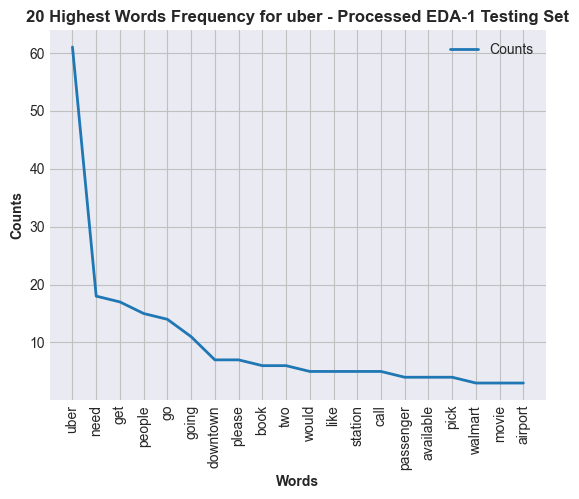 20 Highest Words Frequency for uber - Processed EDA-1 Testing Set
Counts
60
50
40
30
20
10
Counts
uber
need
get
people
go
going
downtown
please
book
two
would
like
station
call
passenger
available
pick
walmart
movie
airport
Words